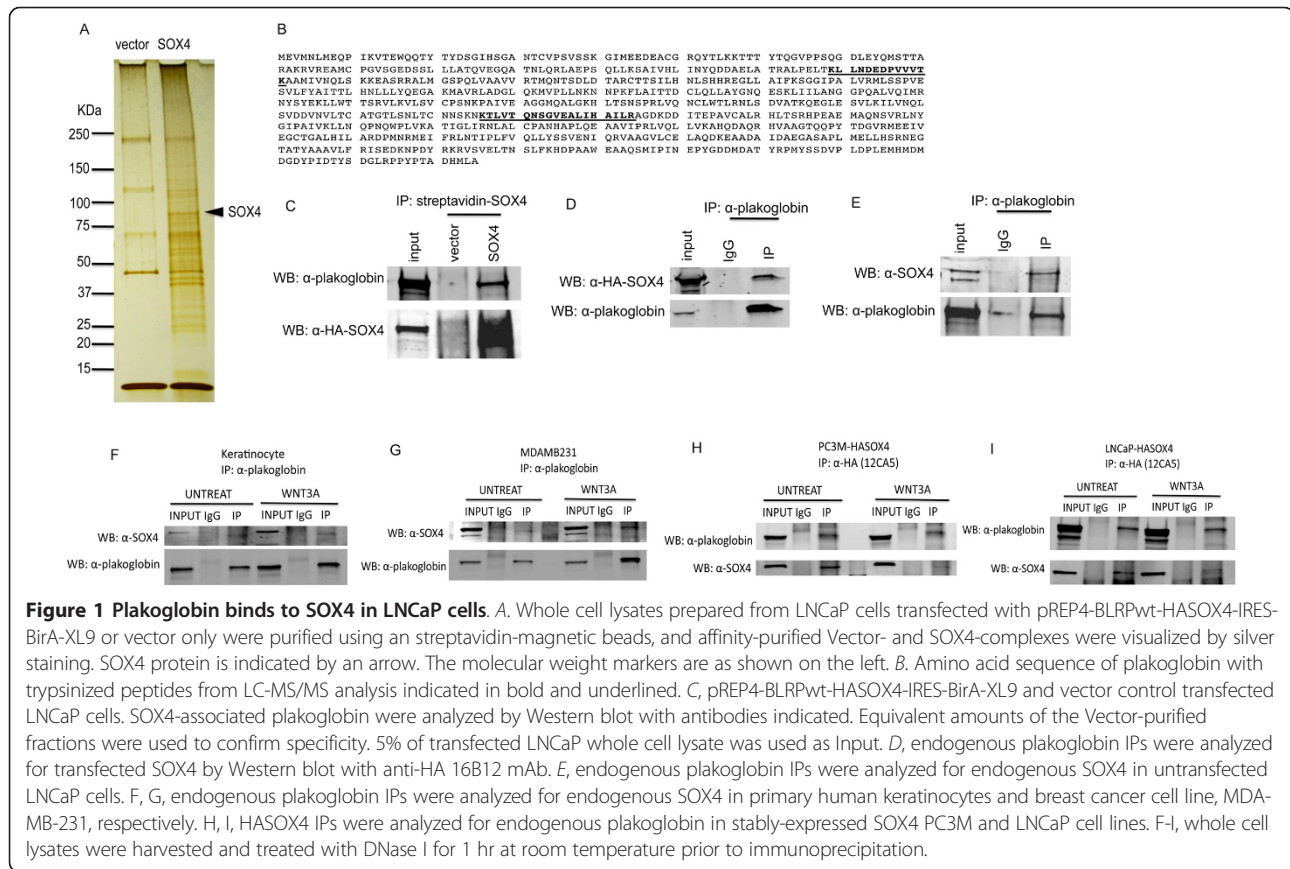 A
vector SOX4
KDa
250
150
100
75
50
37
25
20
15
SOX4
B
MEVMNLMEQP IKVTEWQQTY TYDSGIHSGA NTCVPSVSSK GIMEEDEACG RQYTLKKTTT YTQGVPPSQG DLEYQMSTTA
RAKRVREAMC PGVSGEDSSL LLATQVEGQA TNLQRLAEPS QLLKSAIVHL INYQDDAELA TRALPELTKL LNDEDPVVVT
KAAMIVNQLS KKEASRRALM GSPQLVAAVV RTMQNTSDLD TARCTTSILH NLSHHREGLL AIFKSGGIPA LVRMLSSPVE
SVLFYAITTL HNLLLYQEGA KMAVRLADGL QKMVPLLNKN NPKFLAITTD CLQLLAYGNQ ESKLIILANG GPQALVQIMR
NYSYEKLLWT TSRVLKVLSV CPSNKPAIVE AGGMQALGKH LTSNSPRLVQ NCLWTLRNLS DVATKQEGLE SVLKILVNQL
SVDDVNVLTC ATGTLSNLTC NNSKNKTLVT QNSGVEALIH AILRAGDKDD ITEPAVCALR HLTSRHPEAE MAQNSVRLNY
GIPAIVKLLN QPNQWPLVKA TIGLIRNLAL CPANHAPLQE AAVIPRLVQL LVKAHQDAQR HVAAGTQQPY TDGVRMEEIV
EGCTGALHIL ARDPMNRMEI FRLNTIPLFV QLLYSSVENI QRVAAGVLCE LAQDKEAADA IDAEGASAPL MELLHSRNEG
TATYAAAVLF RISEDKNPDY RKRVSVELTN SLFKHDPAAW EAAQSMIPIN EPYGDDMDAT YRPMYSSDVP LDPLEMHMDM
DGDYPIDTYS DGLRPPYPTA DHMLA
C
IP: streptavidin-SOX4
input
vector
SOX4
WB: α-plakoglobin
WB: α-HA-SOX4
D
IP: α-plakoglobin
input
IgG
IP
WB: α-HA-SOX4
WB: α-plakoglobin
E
IP: α-plakoglobin
input
IgG
IP
WB: α-SOX4
WB: α-plakoglobin
F
Keratinocyte
IP: α-plakoglobin
UNTREAT WNT3A
INPUT IgG IP INPUT IgG IP
WB: α-SOX4
WB: α-plakoglobin
G
MDAMB231
IP: α-plakoglobin
UNTREAT WNT3A
INPUT IgG IP INPUT IgG IP
WB: α-SOX4
WB: α-plakoglobin
H
PC3M-HASOX4
IP: α-HA (12CA5)
UNTREAT WNT3A
INPUT IgG IP INPUT IgG IP
WB: α-plakoglobin
WB: α-SOX4
I
LNCaP-HASOX4
IP: α-HA (12CA5)
UNTREAT WNT3A
INPUT IgG IP INPUT IgG IP
WB: α-plakoglobin
WB: α-SOX4
Figure 1 Plakoglobin binds to SOX4 in LNCaP cells. A. Whole cell lysates prepared from LNCaP cells transfected with pREP4-BLRPwt-HASOX4-IRES-
BirA-XL9 or vector only were purified using an streptavidin-magnetic beads, and affinity-purified Vector- and SOX4-complexes were visualized by silver
staining. SOX4 protein is indicated by an arrow. The molecular weight markers are as shown on the left. B. Amino acid sequence of plakoglobin with
trypsinized peptides from LC-MS/MS analysis indicated in bold and underlined. C, pREP4-BLRPwt-HASOX4-IRES-BirA-XL9 and vector control transfected
LNCaP cells. SOX4-associated plakoglobin were analyzed by Western blot with antibodies indicated. Equivalent amounts of the Vector-purified
fractions were used to confirm specificity. 5% of transfected LNCaP whole cell lysate was used as Input. D, endogenous plakoglobin IPs were analyzed
for transfected SOX4 by Western blot with anti-HA 16B12 mAb. E, endogenous plakoglobin IPs were analyzed for endogenous SOX4 in untransfected
LNCaP cells. F, G, endogenous plakoglobin IPs were analyzed for endogenous SOX4 in primary human keratinocytes and breast cancer cell line, MDA-
MB-231, respectively. H, I, HASOX4 IPs were analyzed for endogenous plakoglobin in stably-expressed SOX4 PC3M and LNCaP cell lines. F-I, whole cell
lysates were harvested and treated with DNase I for 1 hr at room temperature prior to immunoprecipitation.